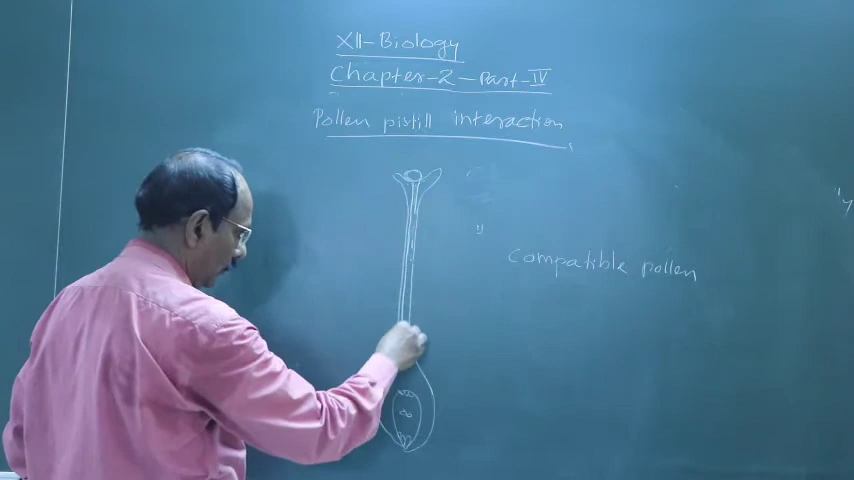 XII-Biology
Chapter-2-Part-IV
Pollen pistill interaction
compatible pollen